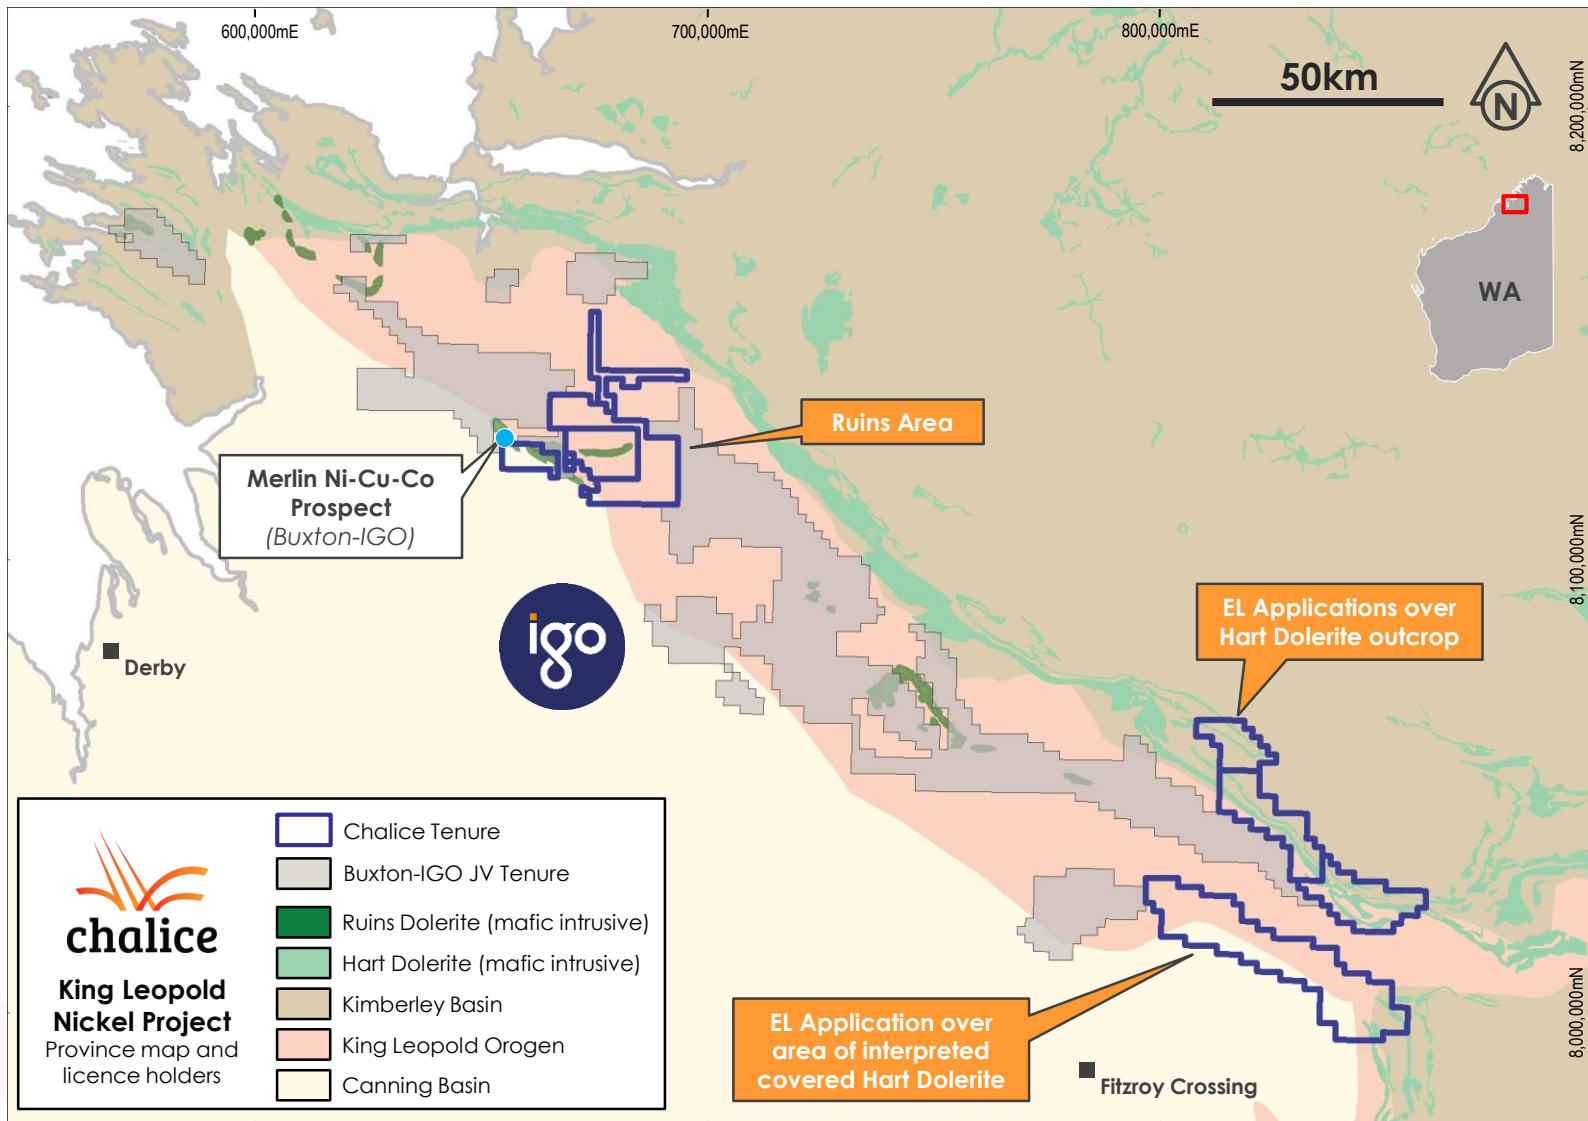 600,000mE
700,000mE
800,000mE
50km
N
8,200,000mN
WA
Ruins Area
Merlin Ni-Cu-Co
Prospect
(Buxton-IGO)
8,100,000mN
igo
EL Applications over
Hart Dolerite outcrop
Derby
chalice
King Leopold
Nickel Project
Province map and
licence holders
Chalice Tenure
Buxton-IGO JV Tenure
Ruins Dolerite (mafic intrusive)
Hart Dolerite (mafic intrusive)
Kimberley Basin
King Leopold Orogen
Canning Basin
EL Application over
area of interpreted
covered Hart Dolerite
8,000,000mN
Fitzroy Crossing